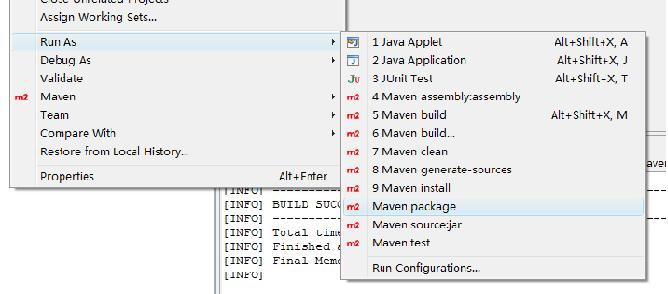 Close Unrelated Projects
Assign Working Sets...
Run As
Debug As
Validate
m2 Maven
Team
Compare With
Restore from Local History...
Properties Alt+Enter
1 Java Applet Alt+Shift+X, A
2 Java Application Alt+Shift+X, J
Ju 3 JUnit Test Alt+Shift+X, T
m2 4 Maven assembly:assembly
m2 5 Maven build Alt+Shift+X, M
m2 6 Maven build...
m2 7 Maven clean
m2 8 Maven generate-sources
m2 9 Maven install
m2 Maven package
m2 Maven source:jar
m2 Maven test
Run Configurations...
[INFO] ----------
[INFO] BUILD SUCC
[INFO] ----------
[INFO] Total time
[INFO] Finished a
[INFO] Final Memo
[INFO]